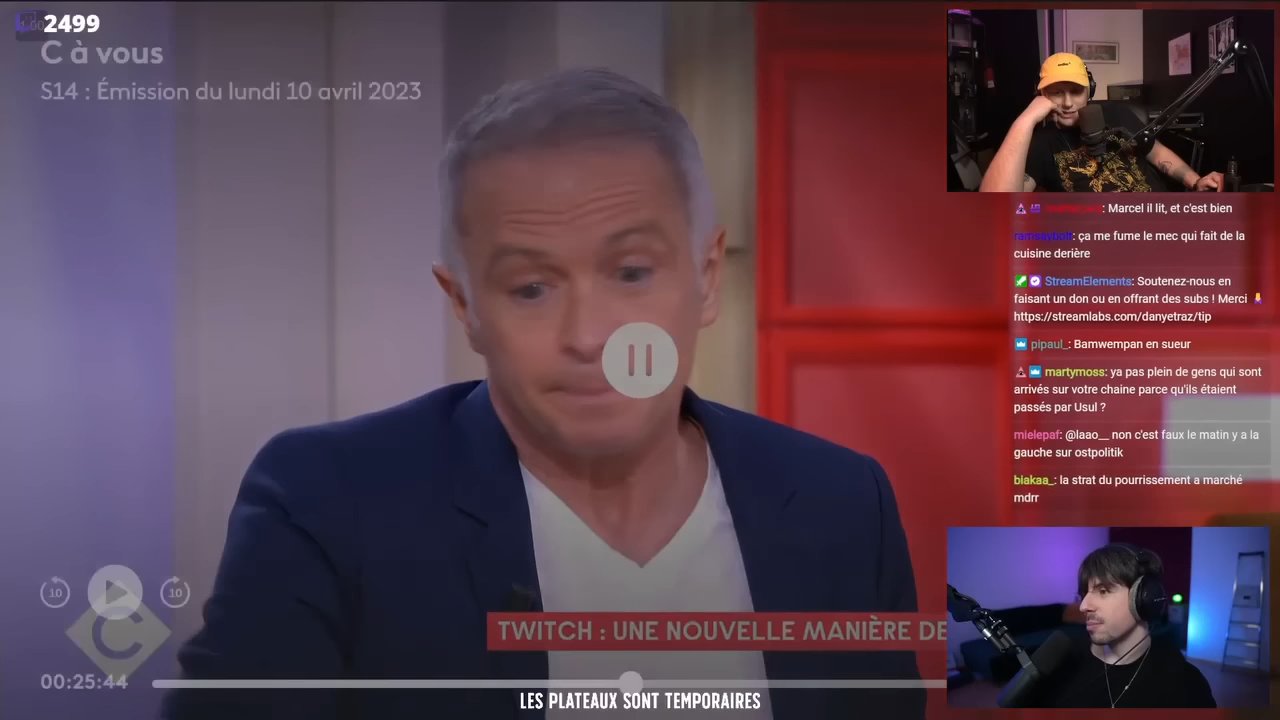 2499
C à vous
S14 : Émission du lundi 10 avril 2023
: Marcel il lit, et c'est bien
ramsaybolt: ça me fume le mec qui fait de la
cuisine derière
StreamElements: Soutenez-nous en
faisant un don ou en offrant des subs ! Merci
https://streamlabs.com/danyetraz/tip
pipaul_: Bamwempan en sueur
martymoss: ya pas plein de gens qui sont
arrivés sur votre chaine parce qu'ils étaient
passés par Usul ?
mielepaf: @laao__ non c'est faux le matin y a la
gauche sur ostpolitik
biakaa_: la strat du pourrissement a marché
mdrr
10
10
C
TWITCH : UNE NOUVELLE MANIÈRE DE
00:25:44
LES PLATEAUX SONT TEMPORAIRES